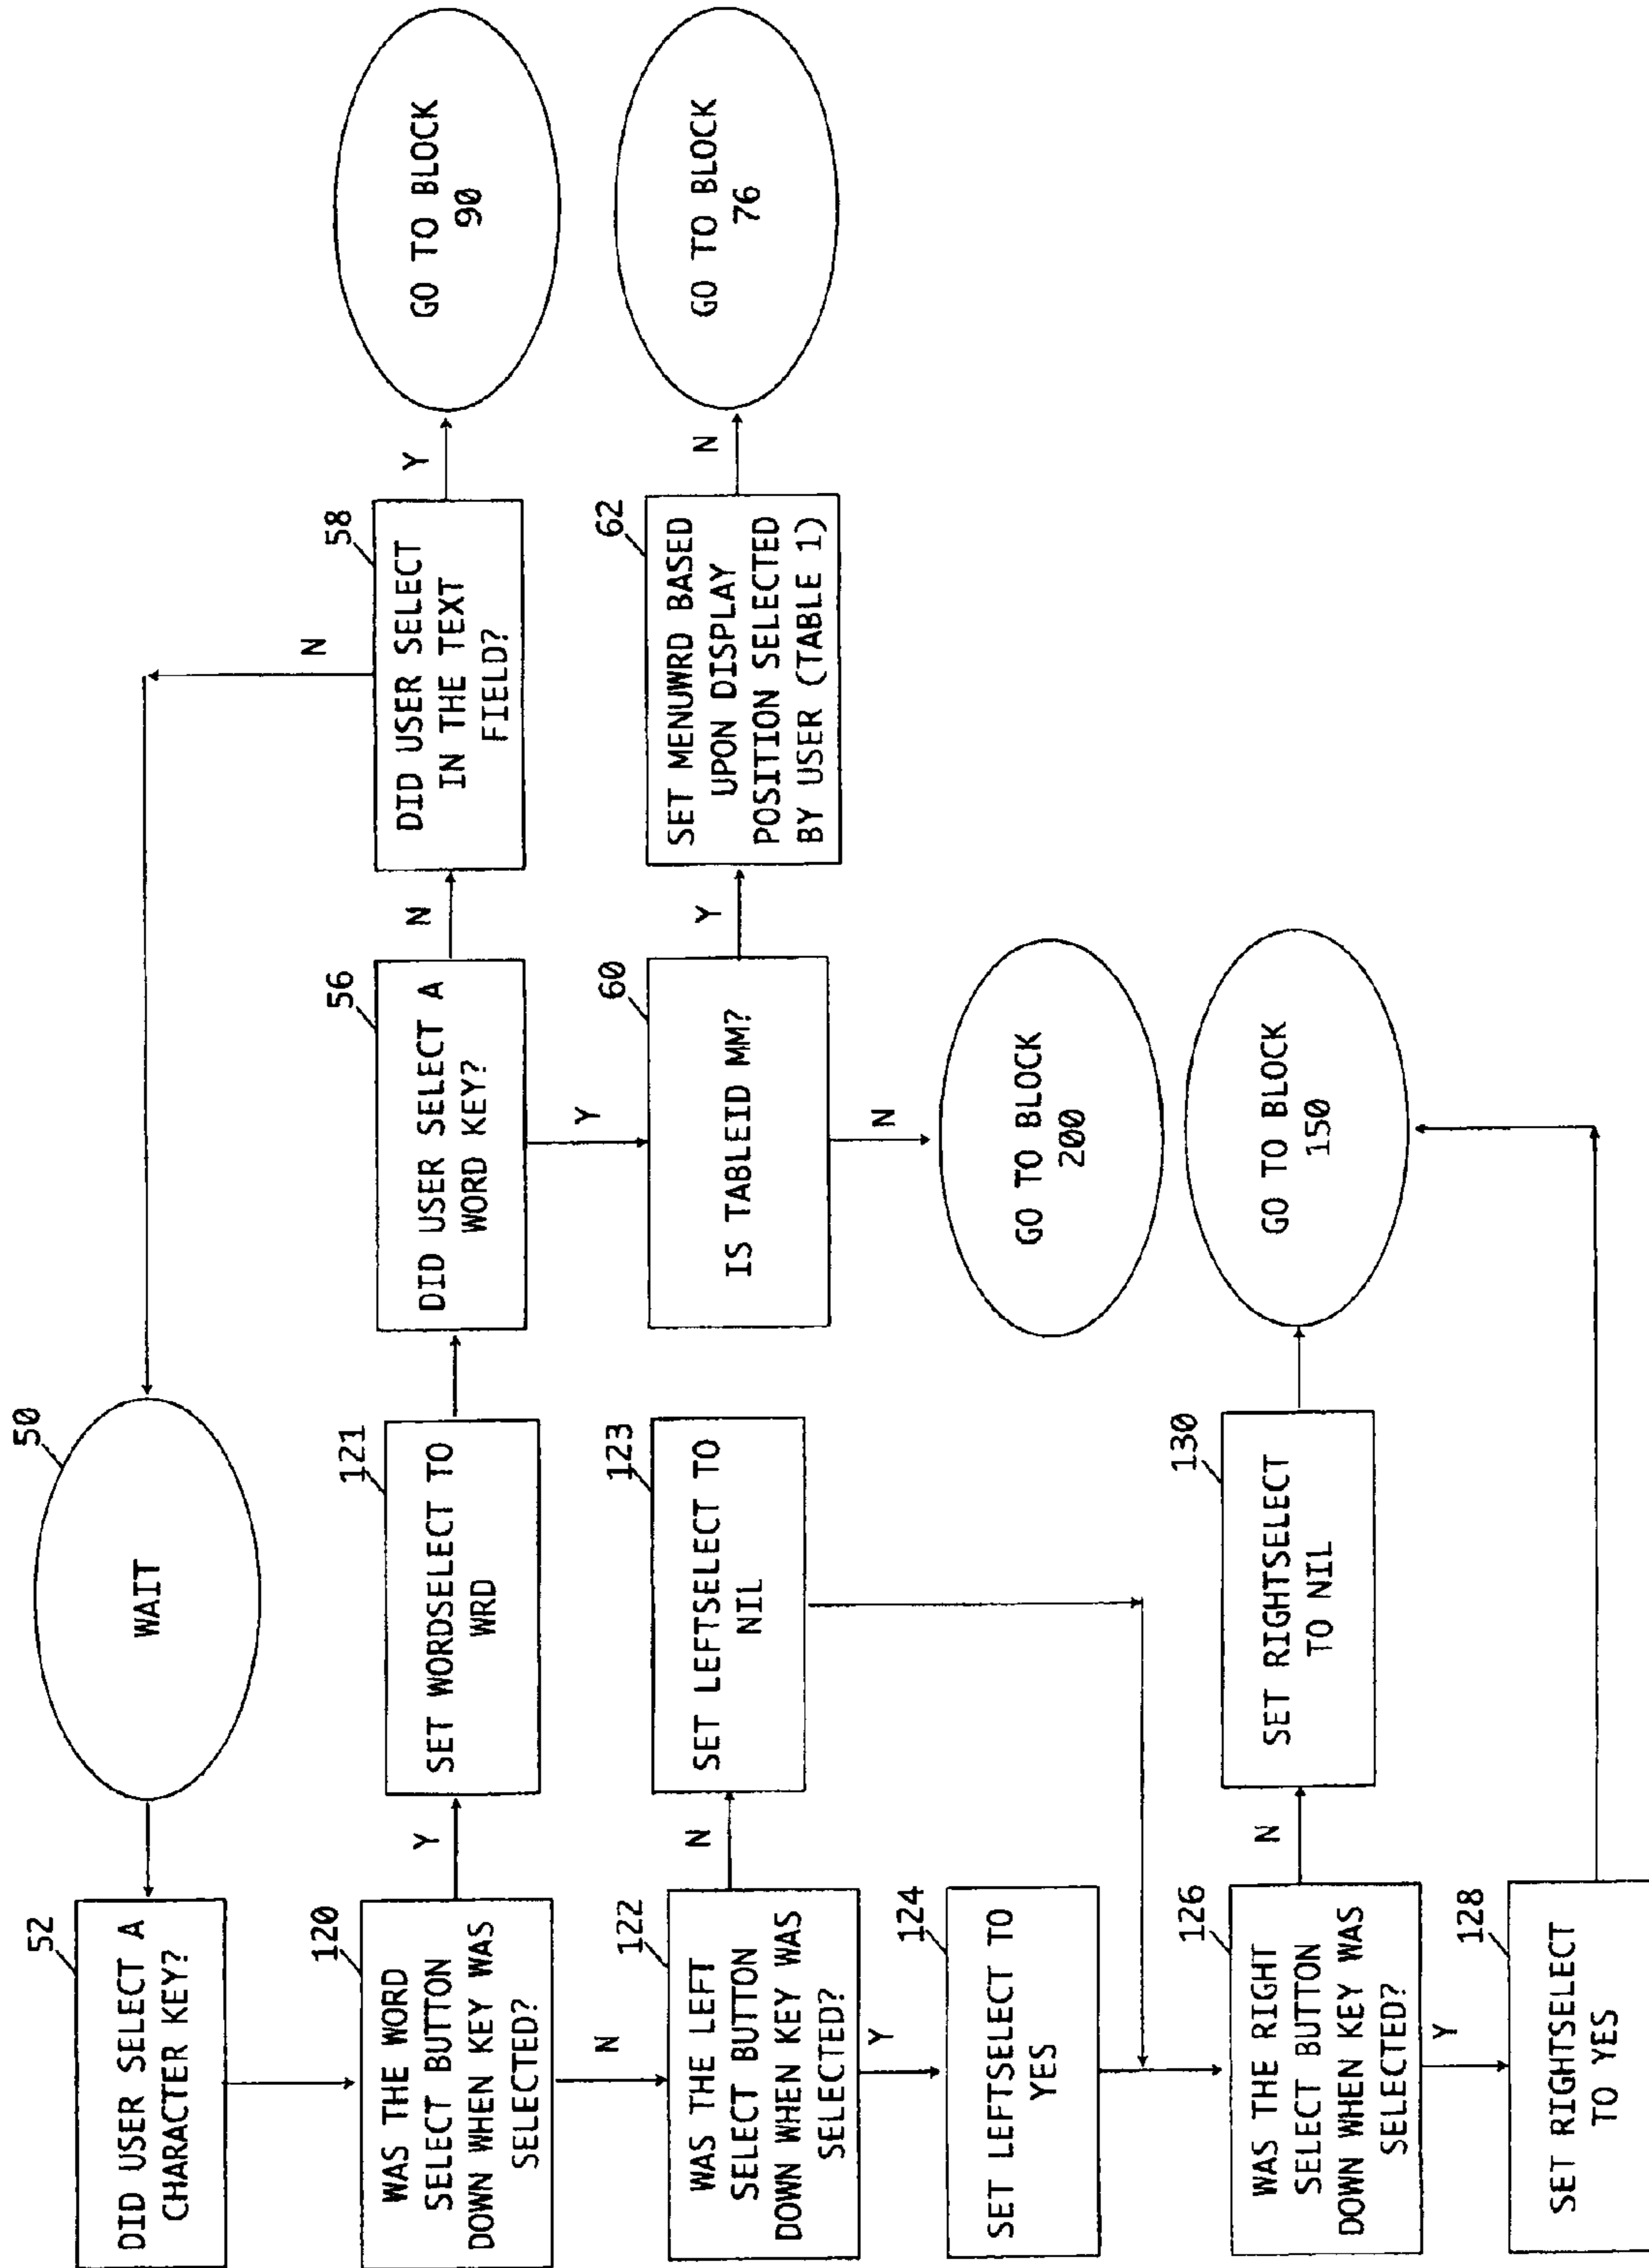 50
WAIT
52
DID USER SELECT A
CHARACTER KEY?
120
WAS THE WORD
SELECT BUTTON
DOWN WHEN KEY WAS
SELECTED?
Y
N
121
SET WORDSELECT TO
WRD
56
DID USER SELECT A
WORD KEY?
N
Y
58
DID USER SELECT
IN THE TEXT
FIELD?
N
Y
GO TO BLOCK
90
122
WAS THE LEFT
SELECT BUTTON
DOWN WHEN KEY WAS
SELECTED?
N
Y
123
SET LEFTSELECT TO
NIL
60
IS TABLEID MM?
Y
N
62
SET MENUWRD BASED
UPON DISPLAY
POSITION SELECTED
BY USER (TABLE 1)
N
GO TO BLOCK
76
124
SET LEFTSELECT TO
YES
GO TO BLOCK
200
126
WAS THE RIGHT
SELECT BUTTON
DOWN WHEN KEY WAS
SELECTED?
N
Y
130
SET RIGHTSELECT
TO NIL
GO TO BLOCK
150
128
SET RIGHTSELECT
TO YES